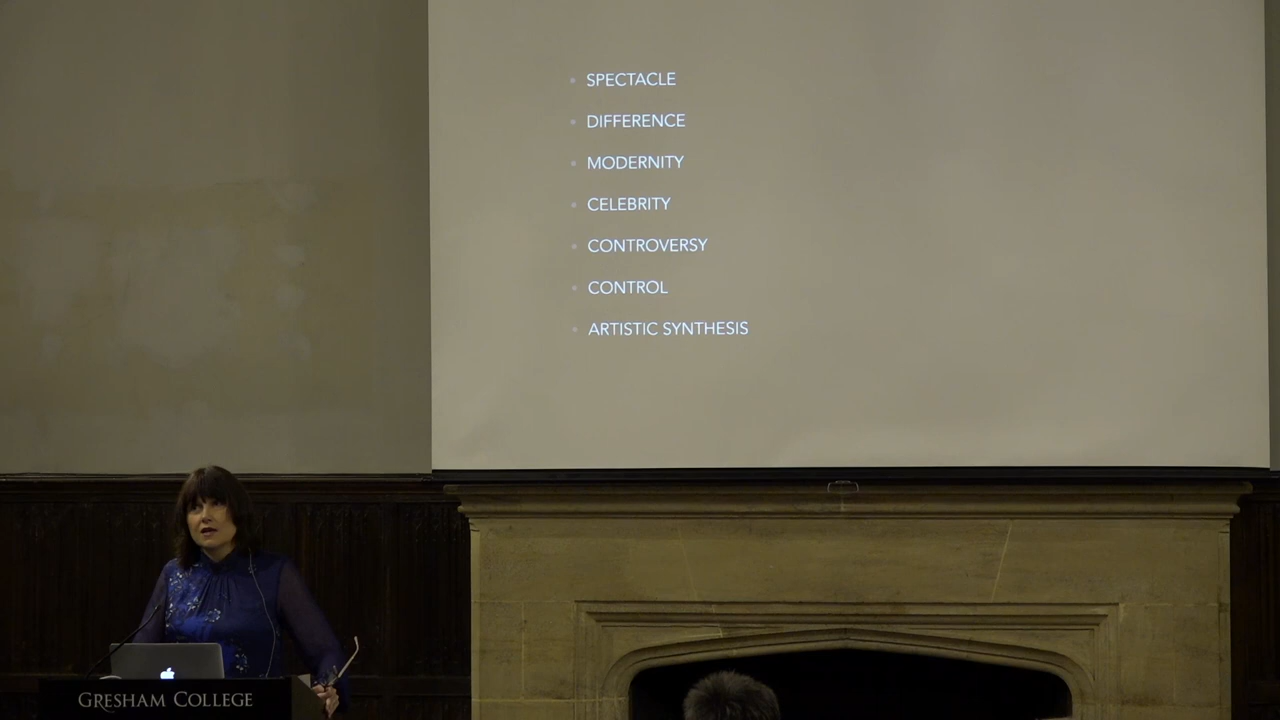 • SPECTACLE
• DIFFERENCE
• MODERNITY
• CELEBRITY
• CONTROVERSY
• CONTROL
• ARTISTIC SYNTHESIS
GRESHAM COLLEGE